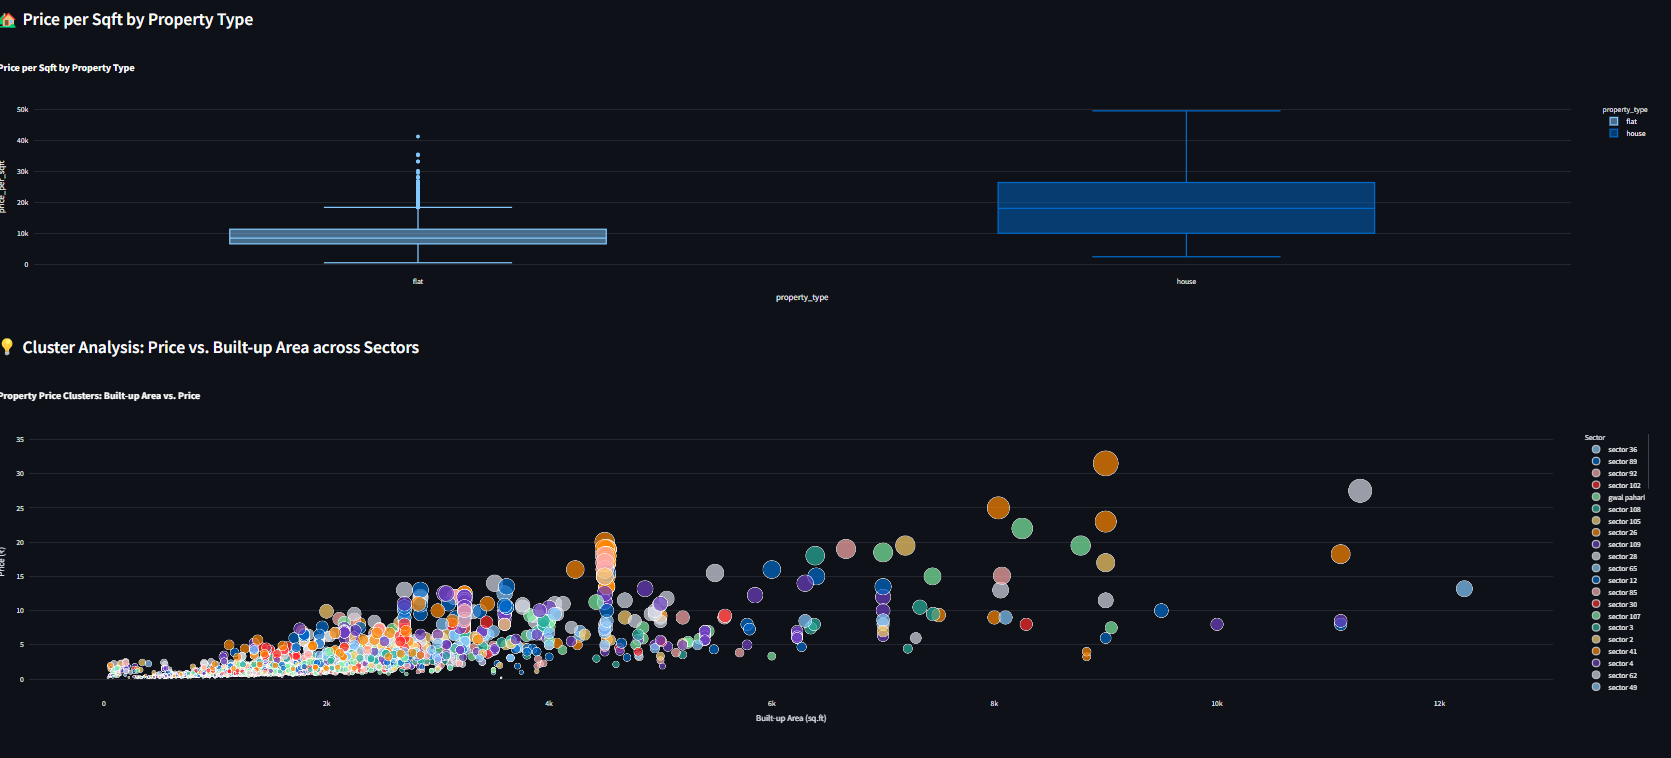 Price per Sqft by Property Type
Price per Sqft by Property Type
50k
40k
30k
20k
10k
0
price_per_sqft
flat
house
property_type
property_type
flat
house
Cluster Analysis: Price vs. Built-up Area across Sectors
Property Price Clusters: Built-up Area vs. Price
35
30
25
20
15
10
5
0
Price (₹)
0
2k
4k
6k
8k
10k
12k
Built-up Area (sq.ft)
Sector
sector 36
sector 89
sector 92
sector 102
gwal pahari
sector 108
sector 105
sector 26
sector 109
sector 28
sector 65
sector 12
sector 85
sector 30
sector 107
sector 3
sector 2
sector 41
sector 4
sector 62
sector 49